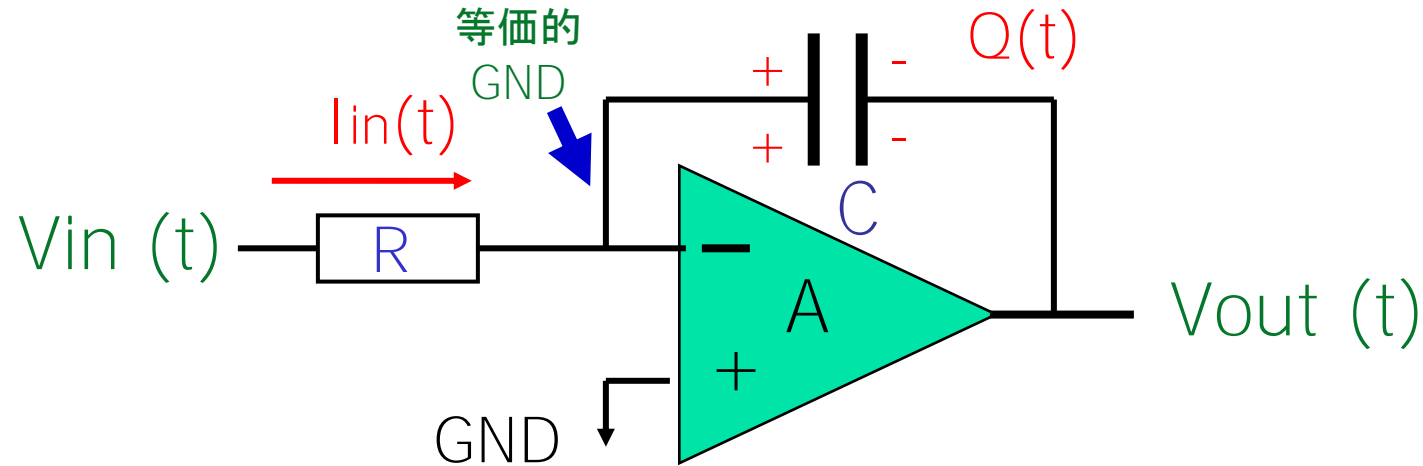 等価的
GND
Q(t)
+ -
Iin(t)
+ -
C
Vin (t)
R
−
A
Vout (t)
+
GND